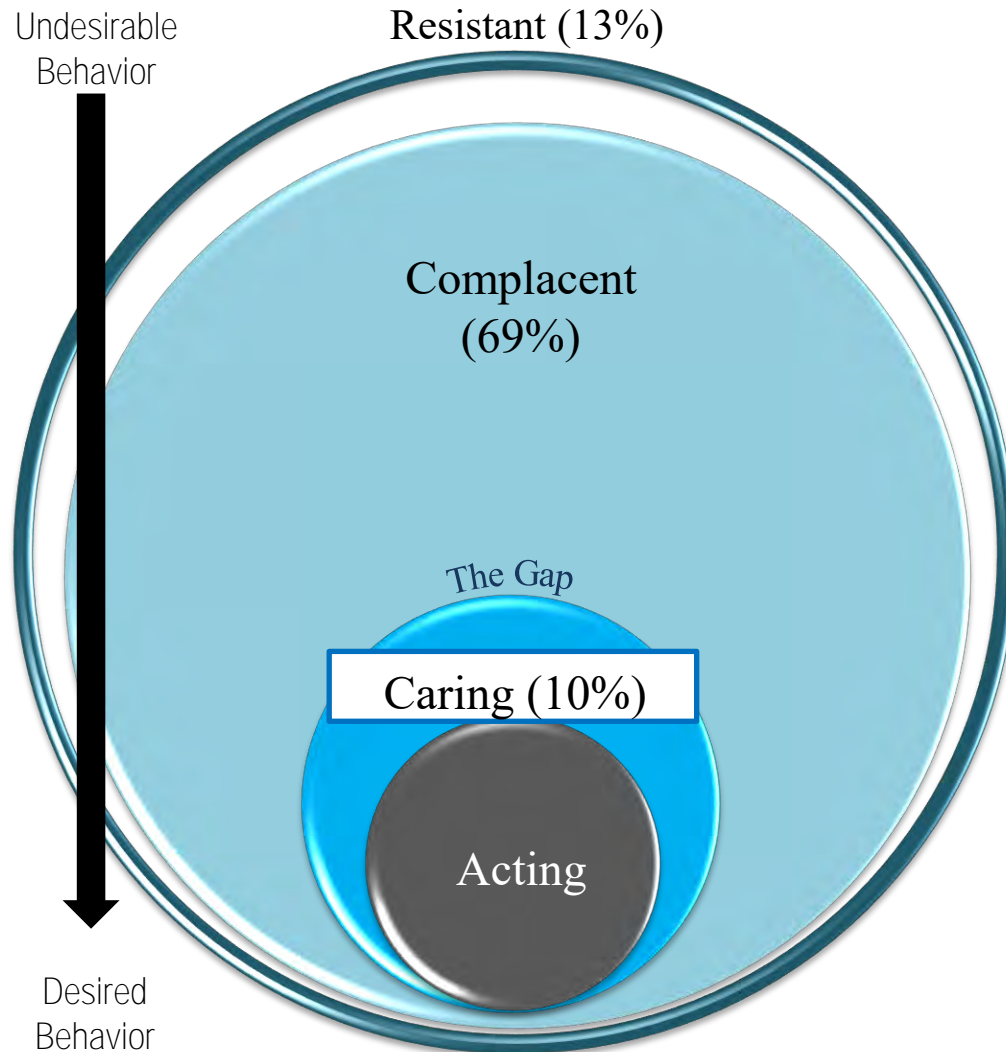 Undesirable
Behavior
Resistant (13%)
Complacent
(69%)
The Gap
Caring (10%)
Acting
Desired
Behavior